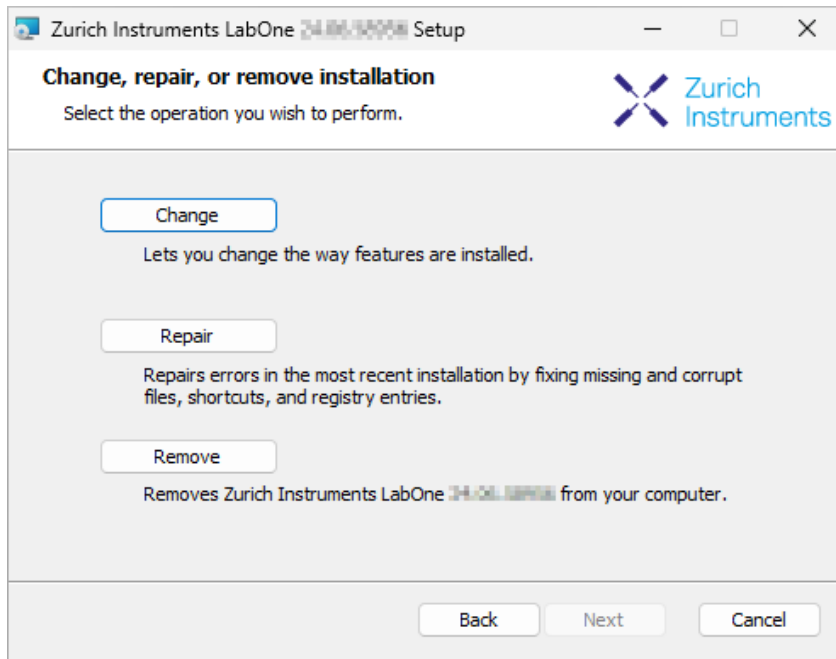 Zurich Instruments LabOne Setup
Change, repair, or remove installation
Select the operation you wish to perform.
Zurich
Instruments
Change
Lets you change the way features are installed.
Repair
Repairs errors in the most recent installation by fixing missing and corrupt
files, shortcuts, and registry entries.
Remove
Removes Zurich Instruments LabOne from your computer.
Back
Next
Cancel